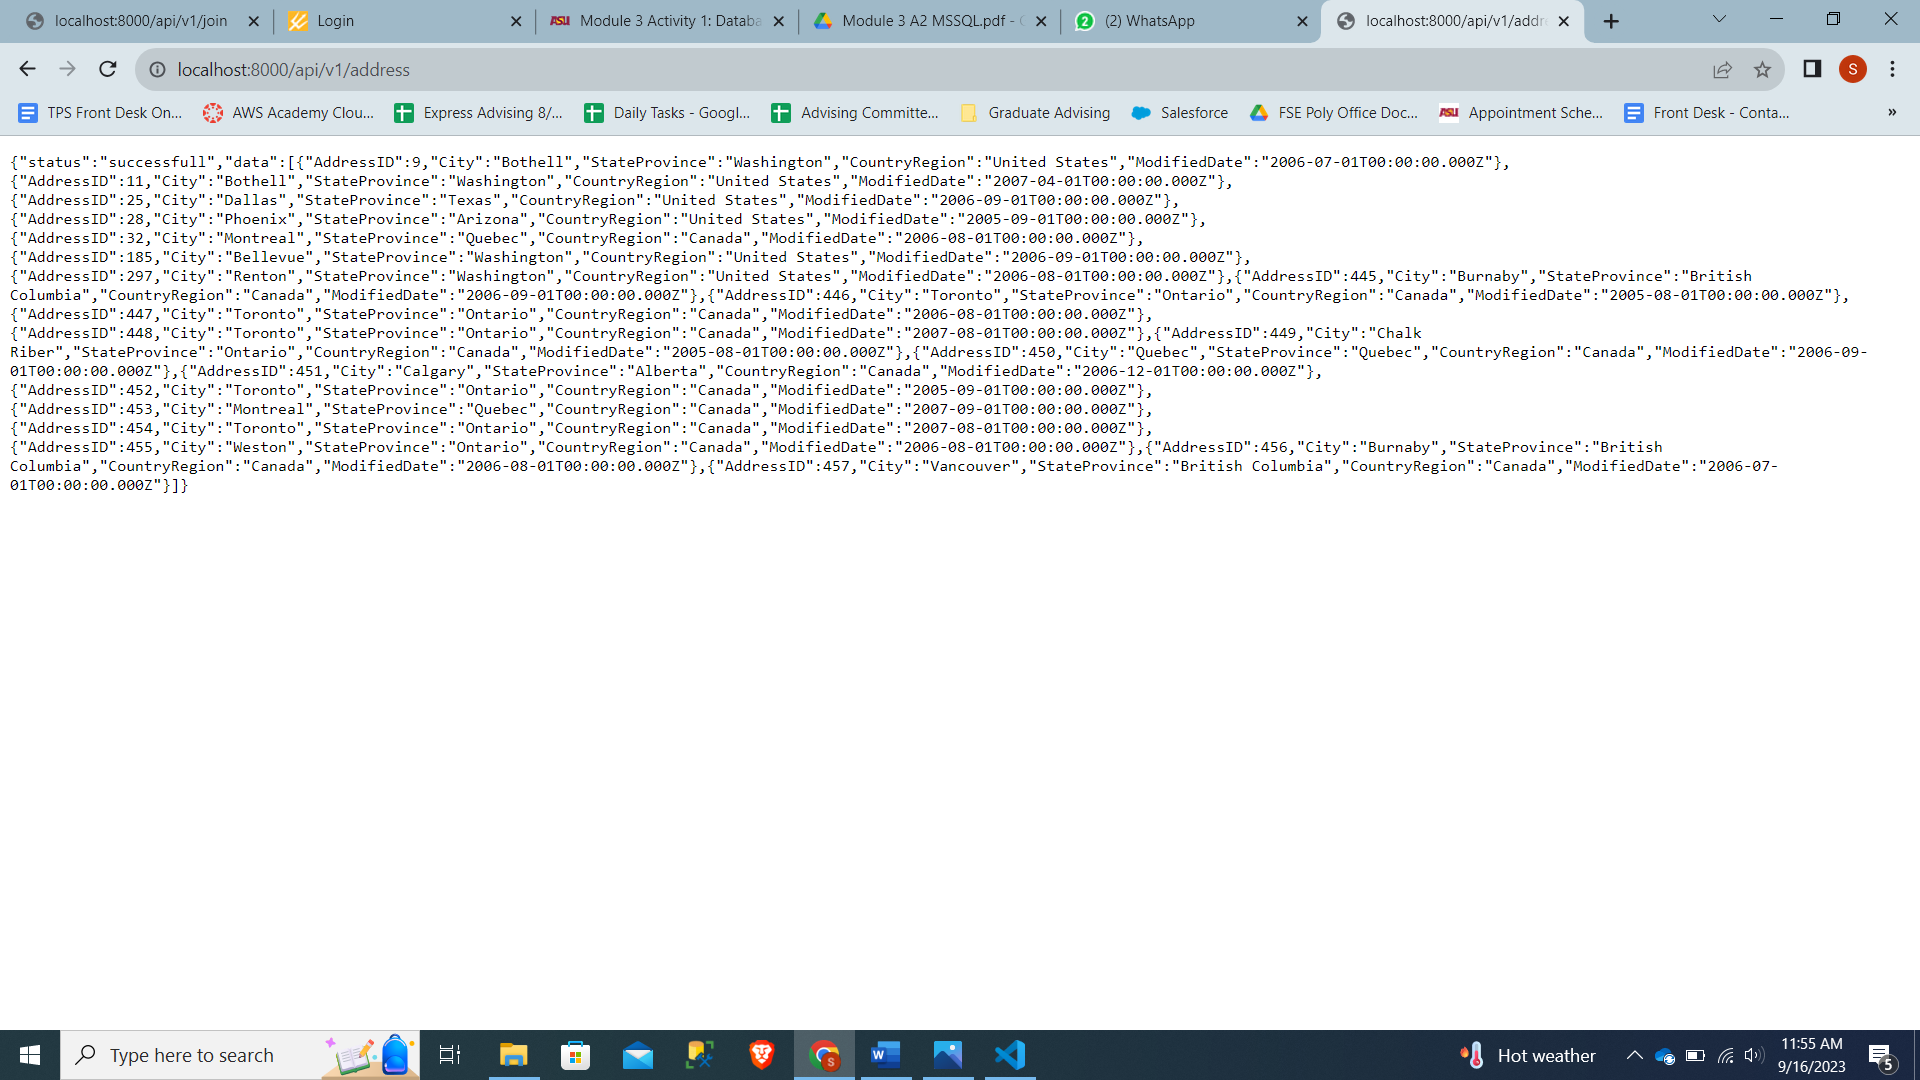 localhost:8000/api/v1/join
Login
Module 3 Activity 1: Databa
Module 3 A2 MSSQL.pdf -
(2) WhatsApp
localhost:8000/api/v1/addre
localhost:8000/api/v1/address
S
TPS Front Desk On...
AWS Academy Clou...
Express Advising 8/...
Daily Tasks - Googl...
Advising Committe...
Graduate Advising
Salesforce
FSE Poly Office Doc...
Appointment Sche...
Front Desk - Conta...
»
{"status":"successfull","data":[{"AddressID":9,"City":"Bothell","StateProvince":"Washington","CountryRegion":"United States","ModifiedDate":"2006-07-01T00:00:00.000Z"},
{"AddressID":11,"City":"Bothell","StateProvince":"Washington","CountryRegion":"United States","ModifiedDate":"2007-04-01T00:00:00.000Z"},
{"AddressID":25,"City":"Dallas","StateProvince":"Texas","CountryRegion":"United States","ModifiedDate":"2006-09-01T00:00:00.000Z"},
{"AddressID":28,"City":"Phoenix","StateProvince":"Arizona","CountryRegion":"United States","ModifiedDate":"2005-09-01T00:00:00.000Z"},
{"AddressID":32,"City":"Montreal","StateProvince":"Quebec","CountryRegion":"Canada","ModifiedDate":"2006-08-01T00:00:00.000Z"},
{"AddressID":185,"City":"Bellevue","StateProvince":"Washington","CountryRegion":"United States","ModifiedDate":"2006-09-01T00:00:00.000Z"},
{"AddressID":297,"City":"Renton","StateProvince":"Washington","CountryRegion":"United States","ModifiedDate":"2006-08-01T00:00:00.000Z"},{"AddressID":445,"City":"Burnaby","StateProvince":"British
Columbia","CountryRegion":"Canada","ModifiedDate":"2006-09-01T00:00:00.000Z"},{"AddressID":446,"City":"Toronto","StateProvince":"Ontario","CountryRegion":"Canada","ModifiedDate":"2005-08-01T00:00:00.000Z"},
{"AddressID":447,"City":"Toronto","StateProvince":"Ontario","CountryRegion":"Canada","ModifiedDate":"2006-08-01T00:00:00.000Z"},
{"AddressID":448,"City":"Toronto","StateProvince":"Ontario","CountryRegion":"Canada","ModifiedDate":"2007-08-01T00:00:00.000Z"},{"AddressID":449,"City":"Chalk
Riber","StateProvince":"Ontario","CountryRegion":"Canada","ModifiedDate":"2005-08-01T00:00:00.000Z"},{"AddressID":450,"City":"Quebec","StateProvince":"Quebec","CountryRegion":"Canada","ModifiedDate":"2006-09-
01T00:00:00.000Z"},{"AddressID":451,"City":"Calgary","StateProvince":"Alberta","CountryRegion":"Canada","ModifiedDate":"2006-12-01T00:00:00.000Z"},
{"AddressID":452,"City":"Toronto","StateProvince":"Ontario","CountryRegion":"Canada","ModifiedDate":"2005-09-01T00:00:00.000Z"},
{"AddressID":453,"City":"Montreal","StateProvince":"Quebec","CountryRegion":"Canada","ModifiedDate":"2007-09-01T00:00:00.000Z"},
{"AddressID":454,"City":"Toronto","StateProvince":"Ontario","CountryRegion":"Canada","ModifiedDate":"2007-08-01T00:00:00.000Z"},
{"AddressID":455,"City":"Weston","StateProvince":"Ontario","CountryRegion":"Canada","ModifiedDate":"2006-08-01T00:00:00.000Z"},{"AddressID":456,"City":"Burnaby","StateProvince":"British
Columbia","CountryRegion":"Canada","ModifiedDate":"2006-08-01T00:00:00.000Z"},{"AddressID":457,"City":"Vancouver","StateProvince":"British Columbia","CountryRegion":"Canada","ModifiedDate":"2006-07-
01T00:00:00.000Z"}]}
Type here to search
Hot weather
11:55 AM
9/16/2023
5